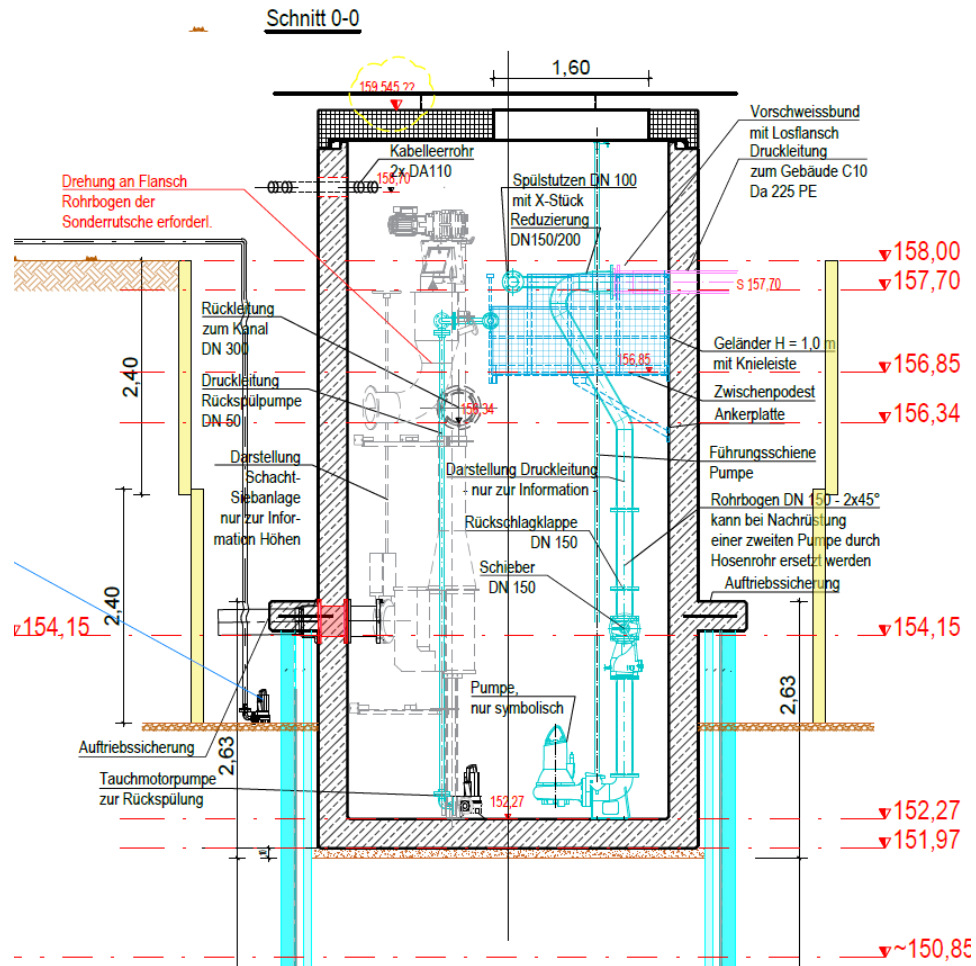 Schnitt 0-0
1,60
159.545 ??
Vorschweissbund
mit Losflansch
Druckleitung
zum Gebäude C10
Da 225 PE
Kabelleerrohr
2x DA110
158,70
Drehung an Flansch
Rohrbogen der
Sonderrutsche erforderl.
Spülstutzen DN 100
mit X-Stück
Reduzierung
DN150/200
158,00
157,70
S 157,70
Rückleitung
zum Kanal
DN 300
Geländer H = 1,0 m
mit Knieleiste
156,85
156,85
2,40
Druckleitung
Rückspülpumpe
DN 50
Zwischenpodest
Ankerplatte
156,34
156,34
Darstellung
Schacht-
Siebanlage
nur zur Infor-
mation Höhen
Darstellung Druckleitung
nur zur Information
Führungsschiene
Pumpe
Rückschlagklappe
DN 150
Rohrbogen DN 150 - 2x45°
kann bei Nachrüstung
einer zweiten Pumpe durch
Hosenrohr ersetzt werden
Schieber
DN 150
Auftriebssicherung
2,40
154,15
154,15
Pumpe,
nur symbolisch
2,63
2,63
Auftriebssicherung
Tauchmotorpumpe
zur Rückspülung
152,27
152,27
151,97
~150,85